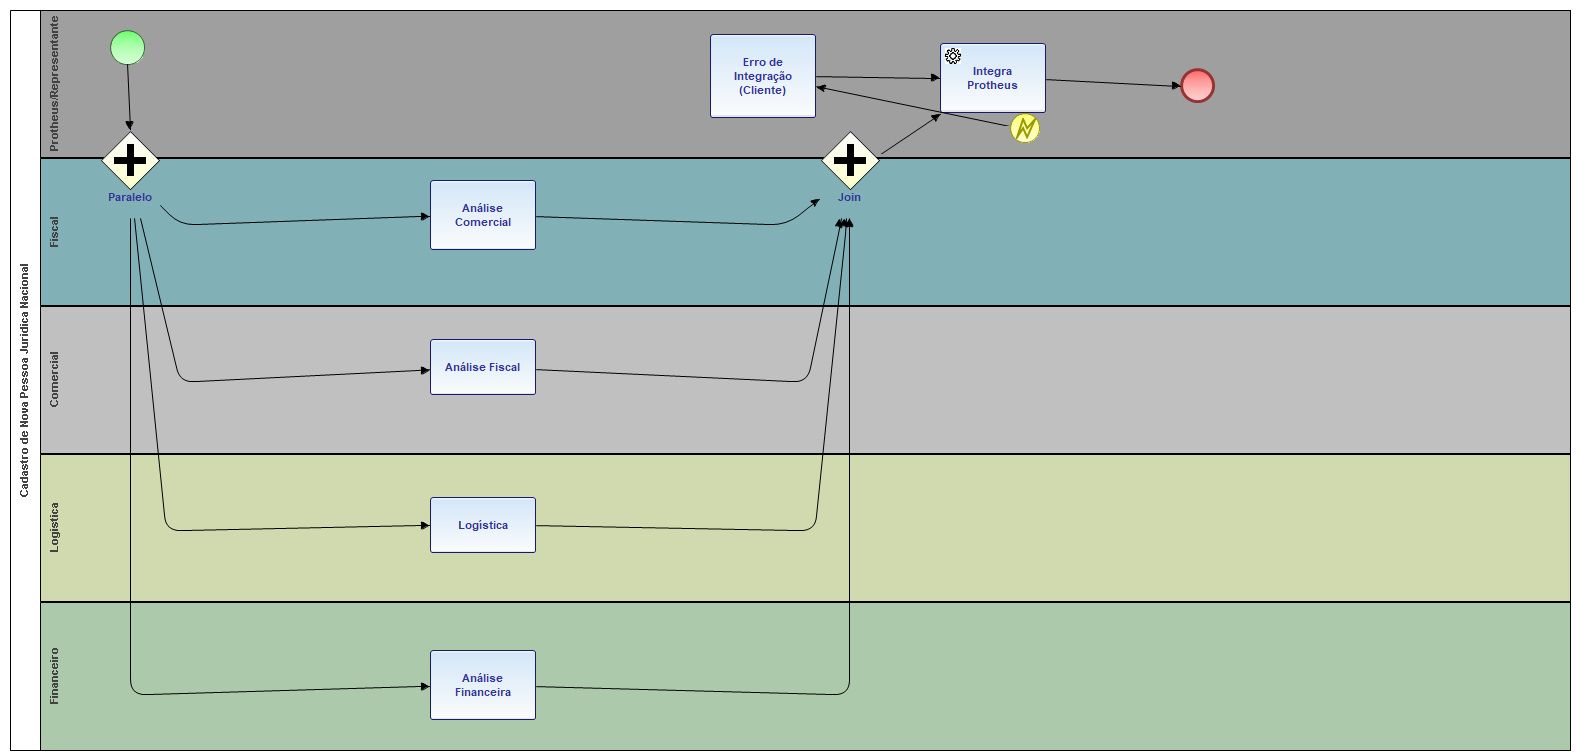 Cadastro de Nova Pessoa Jurídica Nacional
Protheus/Representante
Erro de
Integração
(Cliente)
Integra
Protheus
Paralelo
Join
Fiscal
Análise
Comercial
Comercial
Análise Fiscal
Logística
Logística
Financeiro
Análise
Financeira